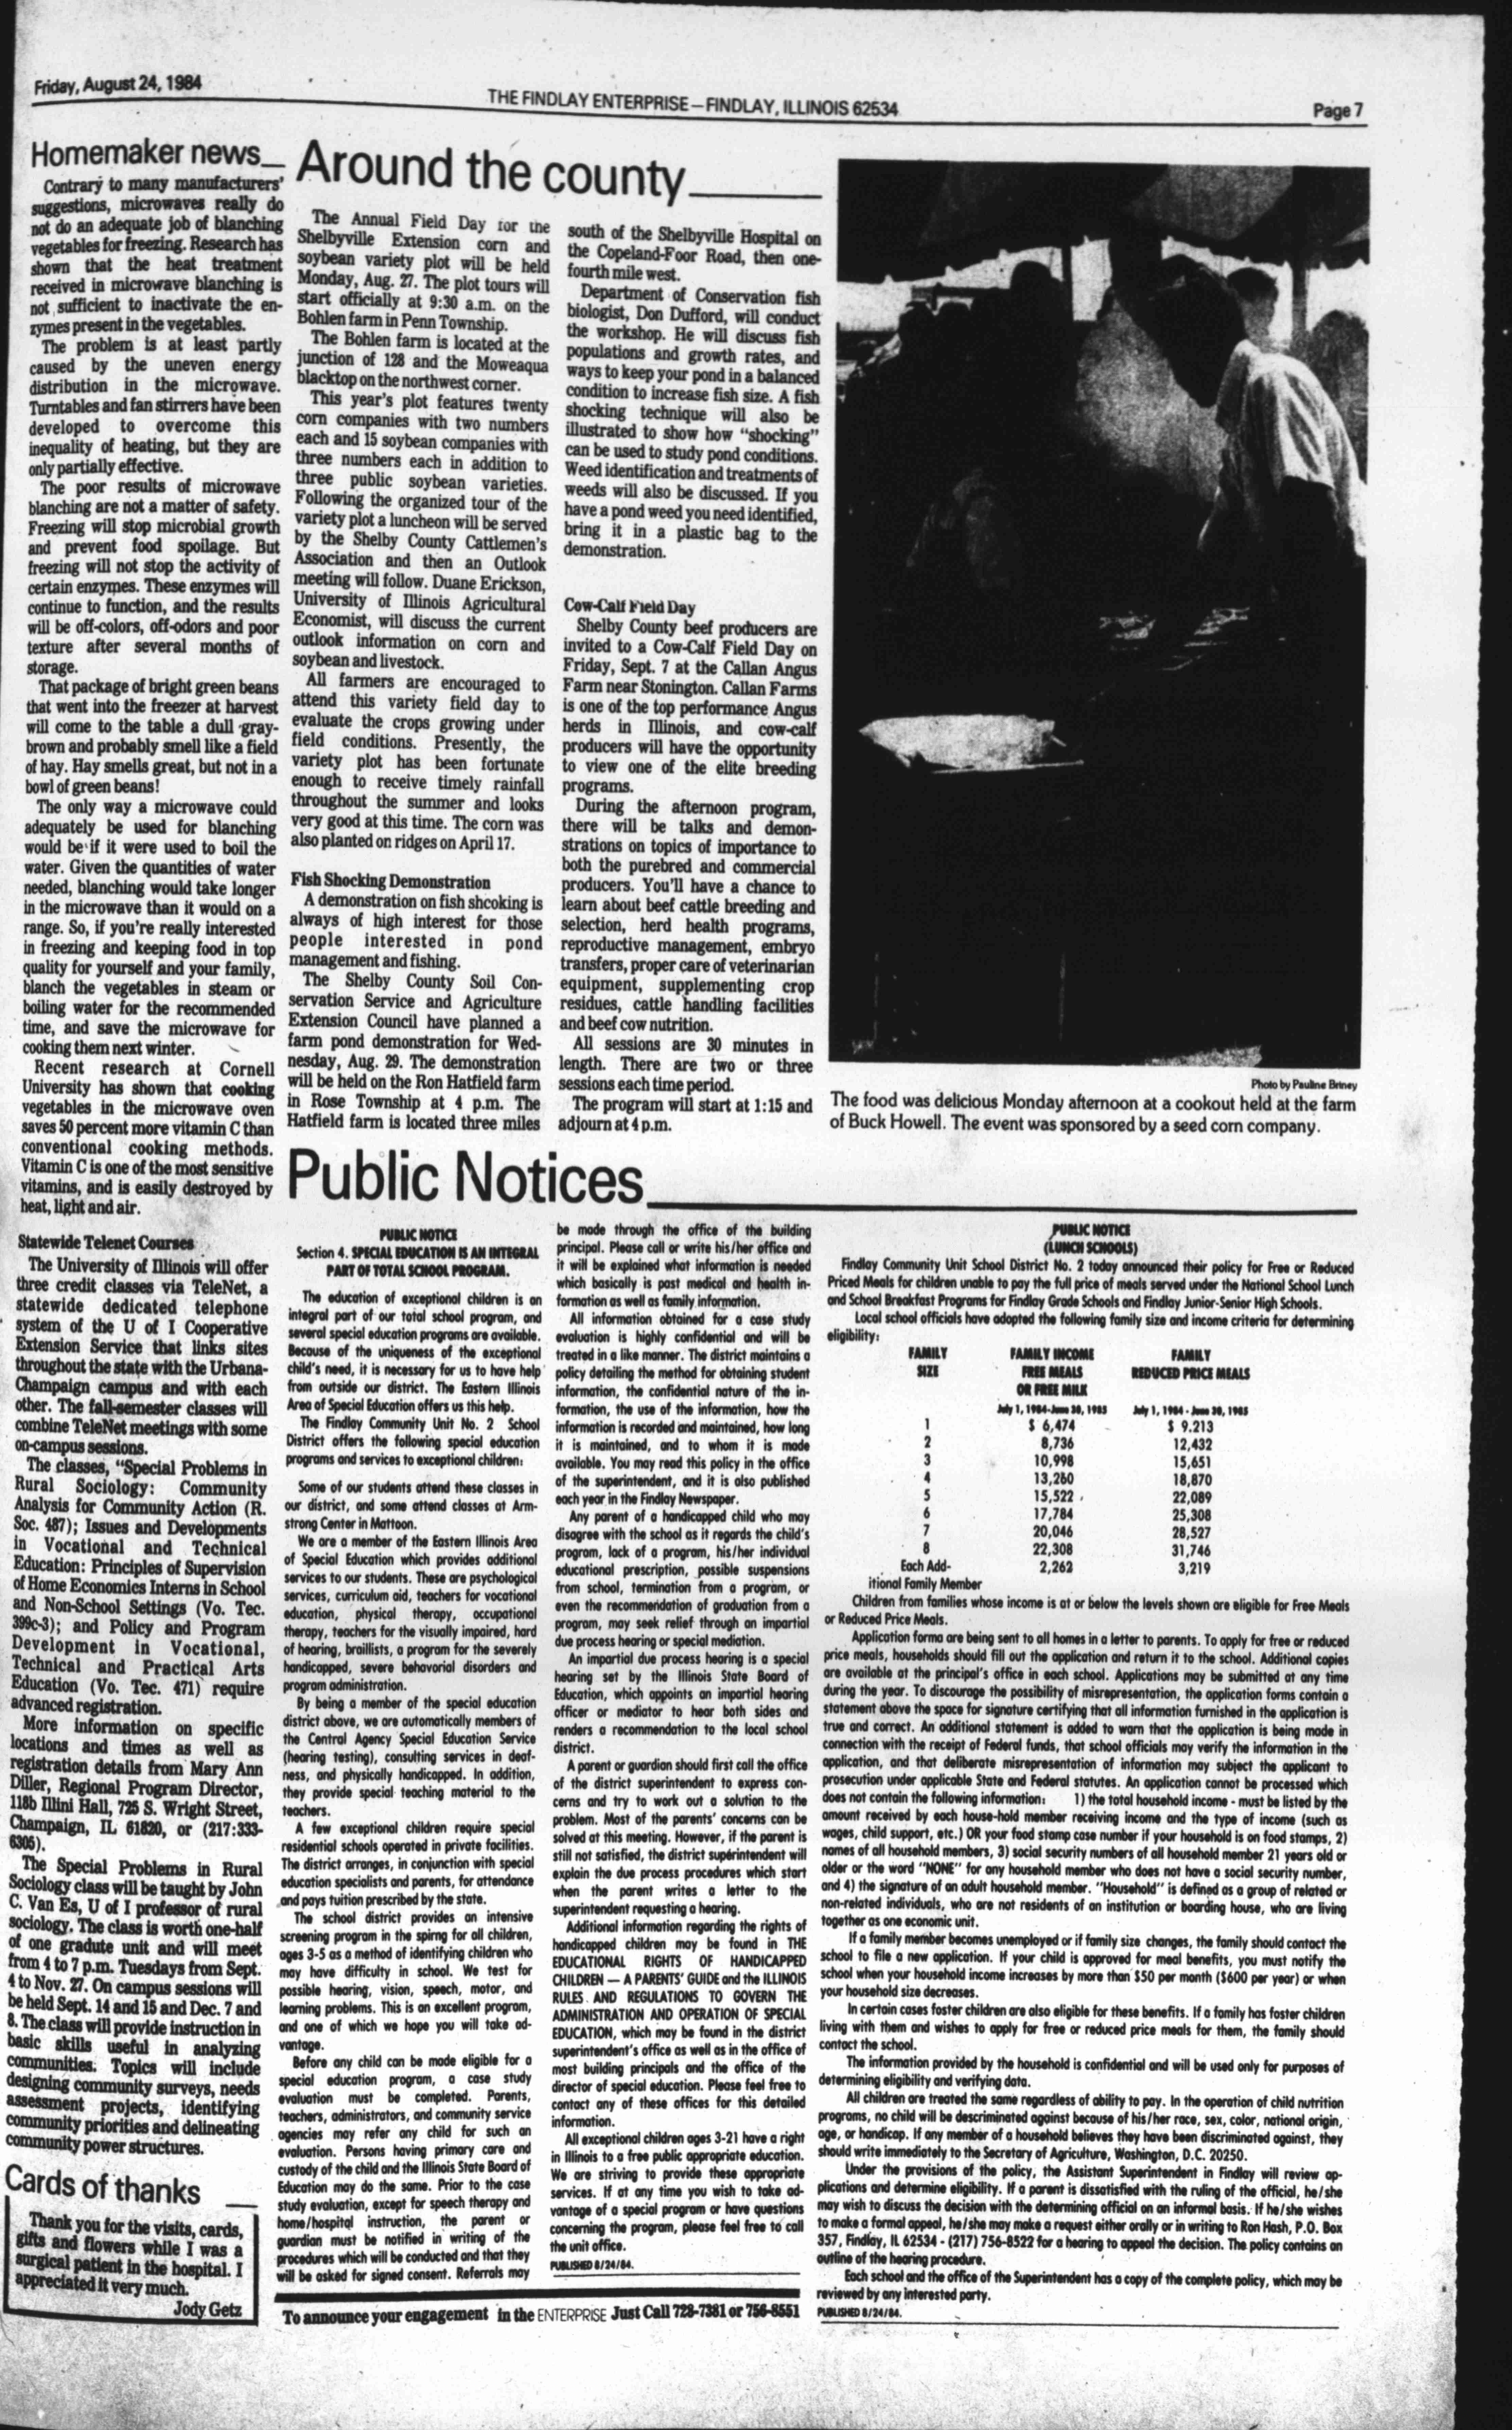 Friday, August 24, 1984
THE FINDLAY ENTERPRISE—FINDLAY, ILLINOIS 62534
Page 7
Homemaker news
Contrary to many manufacturers'
suggestions, microwaves really do
not do an adequate job of blanching
vegetables for freezing. Research has
shown that the heat treatment
received in microwave blanching is
not sufficient to inactivate the en-
zymes present in the vegetables.
The problem is at least partly
caused by the uneven energy
distribution in the microwave.
Turntables and fan stirrers have been
developed to overcome this
inequality of heating, but they are
only partially effective.
The poor results of microwave
blanching are not a matter of safety.
Freezing will stop microbial growth
and prevent food spoilage. But
freezing will not stop the activity of
certain enzymes. These enzymes will
continue to function, and the results
will be off-colors, off-odors and poor
texture after several months of
storage.
That package of bright green beans
that went into the freezer at harvest
will come to the table a dull gray-
brown and probably smell like a field
of hay. Hay smells great, but not in a
bowl of green beans!
The only way a microwave could
adequately be used for blanching
would be if it were used to boil the
water. Given the quantities of water
needed, blanching would take longer
in the microwave than it would on a
range. So, if you're really interested
in freezing and keeping food in top
quality for yourself and your family,
blanch the vegetables in steam or
boiling water for the recommended
time, and save the microwave for
cooking them next winter.
Recent research at Cornell
University has shown that cooking
vegetables in the microwave oven
saves 50 percent more vitamin C than
conventional cooking methods.
Vitamin C is one of the most sensitive
vitamins, and is easily destroyed by
heat, light and air.
Statewide Telenet Courses
The University of Illinois will offer
three credit classes via TeleNet, a
statewide dedicated telephone
system of the U of I Cooperative
Extension Service that links sites
throughout the state with the Urbana-
Champaign campus and with each
other. The fall-semester classes will
combine TeleNet meetings with some
on-campus sessions.
The classes, "Special Problems in
Rural Sociology: Community
Analysis for Community Action (R.
Soc. 487); Issues and Developments
in Vocational and Technical
Education: Principles of Supervision
of Home Economics Interns in School
and Non-School Settings (Vo. Tec.
399c-3); and Policy and Program
Development in Vocational,
Technical and Practical Arts
Education (Vo. Tec. 471) require
advanced registration.
More information on specific
locations and times as well as
registration details from Mary Ann
Diller, Regional Program Director,
118b Illini Hall, 725 S. Wright Street,
Champaign, IL 61820, or (217:333-
6305).
The Special Problems in Rural
Sociology class will be taught by John
C. Van Es, U of I professor of rural
sociology. The class is worth one-half
of one gradute unit and will meet
from 4 to 7 p.m. Tuesdays from Sept.
4 to Nov. 27. On campus sessions will
be held Sept. 14 and 15 and Dec. 7 and
8. The class will provide instruction in
basic skills useful in analyzing
communities. Topics will include
designing community surveys, needs
assessment projects, identifying
community priorities and delineating
community power structures.
Cards of thanks
Thank you for the visits, cards,
gifts and flowers while I was a
surgical patient in the hospital. I
appreciated it very much.
Jody Getz
Around the county
The Annual Field Day for the
Shelbyville Extension corn and
soybean variety plot will be held
Monday, Aug. 27. The plot tours will
start officially at 9:30 a.m. on the
Bohlen farm in Penn Township.
The Bohlen farm is located at the
junction of 128 and the Moweaqua
blacktop on the northwest corner.
This year's plot features twenty
corn companies with two numbers
each and 15 soybean companies with
three numbers each in addition to
three public soybean varieties.
Following the organized tour of the
variety plot a luncheon will be served
by the Shelby County Cattlemen's
Association and then an Outlook
meeting will follow. Duane Erickson,
University of Illinois Agricultural
Economist, will discuss the current
outlook information on corn and
soybean and livestock.
All farmers are encouraged to
attend this variety field day to
evaluate the crops growing under
field conditions. Presently, the
variety plot has been fortunate
enough to receive timely rainfall
throughout the summer and looks
very good at this time. The corn was
also planted on ridges on April 17.
Fish Shocking Demonstration
A demonstration on fish shcoking is
always of high interest for those
people interested in pond
management and fishing.
The Shelby County Soil Con-
servation Service and Agriculture
Extension Council have planned a
farm pond demonstration for Wed-
nesday, Aug. 29. The demonstration
will be held on the Ron Hatfield farm
in Rose Township at 4 p.m. The
Hatfield farm is located three miles
south of the Shelbyville Hospital on
the Copeland-Foor Road, then one-
fourth mile west.
Department of Conservation fish
biologist, Don Dufford, will conduct
the workshop. He will discuss fish
populations and growth rates, and
ways to keep your pond in a balanced
condition to increase fish size. A fish
shocking technique will also be
illustrated to show how "shocking"
can be used to study pond conditions.
Weed identification and treatments of
weeds will also be discussed. If you
have a pond weed you need identified,
bring it in a plastic bag to the
demonstration.
Cow-Calf Field Day
Shelby County beef producers are
invited to a Cow-Calf Field Day on
Friday, Sept. 7 at the Callan Angus
Farm near Stonington. Callan Farms
is one of the top performance Angus
herds in Illinois, and cow-calf
producers will have the opportunity
to view one of the elite breeding
programs.
During the afternoon program,
there will be talks and demon-
strations on topics of importance to
both the purebred and commercial
producers. You'll have a chance to
learn about beef cattle breeding and
selection, herd health programs,
reproductive management, embryo
transfers, proper care of veterinarian
equipment, supplementing crop
residues, cattle handling facilities
and beef cow nutrition.
All sessions are 30 minutes in
length. There are two or three
sessions each time period.
The program will start at 1:15 and
adjourn at 4 p.m.
Photo by Pauline Briney
The food was delicious Monday afternoon at a cookout held at the farm
of Buck Howell. The event was sponsored by a seed corn company.
Public Notices
PUBLIC NOTICE
Section 4. SPECIAL EDUCATION IS AN INTEGRAL
PART OF TOTAL SCHOOL PROGRAM.
The education of exceptional children is an
integral part of our total school program, and
several special education programs are available.
Because of the uniqueness of the exceptional
child's need, it is necessary for us to have help
from outside our district. The Eastern Illinois
Area of Special Education offers us this help.
The Findlay Community Unit No. 2 School
District offers the following special education
programs and services to exceptional children:
Some of our students attend these classes in
our district, and some attend classes at Arm-
strong Center in Mattoon.
We are a member of the Eastern Illinois Area
of Special Education which provides additional
services to our students. These are psychological
services, curriculum aid, teachers for vocational
education, physical therapy, occupational
therapy, teachers for the visually impaired, hard
of hearing, braillists, a program for the severely
handicapped, severe behavorial disorders and
program administration.
By being a member of the special education
district above, we are automatically members of
the Central Agency Special Education Service
(hearing testing), consulting services in deaf-
ness, and physically handicapped. In addition,
they provide special teaching material to the
teachers.
A few exceptional children require special
residential schools operated in private facilities.
The district arranges, in conjunction with special
education specialists and parents, for attendance
and pays tuition prescribed by the state.
The school district provides an intensive
screening program in the spirng for all children,
ages 3-5 as a method of identifying children who
may have difficulty in school. We test for
possible hearing, vision, speech, motor, and
learning problems. This is an excellent program,
and one of which we hope you will take ad-
vantage.
Before any child can be made eligible for a
special education program, a case study
evaluation must be completed. Parents,
teachers, administrators, and community service
agencies may refer any child for such an
evaluation. Persons having primary care and
custody of the child and the Illinois State Board of
Education may do the same. Prior to the case
study evaluation, except for speech therapy and
home/hospital instruction, the parent or
guardian must be notified in writing of the
procedures which will be conducted and that they
will be asked for signed consent. Referrals may
be made through the office of the building
principal. Please call or write his/her office and
it will be explained what information is needed
which basically is past medical and health in-
formation as well as family information.
All information obtained for a case study
evaluation is highly confidential and will be
treated in a like manner. The district maintains a
policy detailing the method for obtaining student
information, the confidential nature of the in-
formation, the use of the information, how the
information is recorded and maintained, how long
it is maintained, and to whom it is made
available. You may read this policy in the office
of the superintendent, and it is also published
each year in the Findlay Newspaper.
Any parent of a handicapped child who may
disagree with the school as it regards the child's
program, lack of a program, his/her individual
educational prescription, possible suspensions
from school, termination from a program, or
even the recommendation of graduation from a
program, may seek relief through an impartial
due process hearing or special mediation.
An impartial due process hearing is a special
hearing set by the Illinois State Board of
Education, which appoints an impartial hearing
officer or mediator to hear both sides and
renders a recommendation to the local school
district.
A parent or guardian should first call the office
of the district superintendent to express con-
cerns and try to work out a solution to the
problem. Most of the parents' concerns can be
solved at this meeting. However, if the parent is
still not satisfied, the district superintendent will
explain the due process procedures which start
when the parent writes a letter to the
superintendent requesting a hearing.
Additional information regarding the rights of
handicapped children may be found in THE
EDUCATIONAL RIGHTS OF HANDICAPPED
CHILDREN — A PARENTS' GUIDE and the ILLINOIS
RULES AND REGULATIONS TO GOVERN THE
ADMINISTRATION AND OPERATION OF SPECIAL
EDUCATION, which may be found in the district
superintendent's office as well as in the office of
most building principals and the office of the
director of special education. Please feel free to
contact any of these offices for this detailed
information.
All exceptional children ages 3-21 have a right
in Illinois to a free public appropriate education.
We are striving to provide these appropriate
services. If at any time you wish to take ad-
vantage of a special program or have questions
concerning the program, please feel free to call
the unit office.
PUBLISHED 8/24/84.
To announce your engagement in the ENTERPRISE Just Call 728-7381 or 756-8551
PUBLIC NOTICE
(LUNCH SCHOOLS)
Findlay Community Unit School District No. 2 today announced their policy for Free or Reduced
Priced Meals for children unable to pay the full price of meals served under the National School Lunch
and School Breakfast Programs for Findlay Grade Schools and Findlay Junior-Senior High Schools.
Local school officials have adopted the following family size and income criteria for determining
eligibility:
FAMILY FAMILY INCOME FAMILY
SIZE FREE MEALS REDUCED PRICE MEALS
OR FREE MILK
July 1, 1984-June 30, 1985 July 1, 1984 - June 30, 1985
1 $ 6,474 $ 9.213
2 8,736 12,432
3 10,998 15,651
4 13,260 18,870
5 15,522 22,089
6 17,784 25,308
7 20,046 28,527
8 22,308 31,746
Each Add- 2,262 3,219
itional Family Member
Children from families whose income is at or below the levels shown are eligible for Free Meals
or Reduced Price Meals.
Application forma are being sent to all homes in a letter to parents. To apply for free or reduced
price meals, households should fill out the application and return it to the school. Additional copies
are available at the principal's office in each school. Applications may be submitted at any time
during the year. To discourage the possibility of misrepresentation, the application forms contain a
statement above the space for signature certifying that all information furnished in the application is
true and correct. An additional statement is added to warn that the application is being made in
connection with the receipt of Federal funds, that school officials may verify the information in the
application, and that deliberate misrepresentation of information may subject the applicant to
prosecution under applicable State and Federal statutes. An application cannot be processed which
does not contain the following information: 1) the total household income - must be listed by the
amount received by each house-hold member receiving income and the type of income (such as
wages, child support, etc.) OR your food stamp case number if your household is on food stamps, 2)
names of all household members, 3) social security numbers of all household member 21 years old or
older or the word "NONE" for any household member who does not have a social security number,
and 4) the signature of an adult household member. "Household" is defined as a group of related or
non-related individuals, who are not residents of an institution or boarding house, who are living
together as one economic unit.
If a family member becomes unemployed or if family size changes, the family should contact the
school to file a new application. If your child is approved for meal benefits, you must notify the
school when your household income increases by more than $50 per month ($600 per year) or when
your household size decreases.
In certain cases foster children are also eligible for these benefits. If a family has foster children
living with them and wishes to apply for free or reduced price meals for them, the family should
contact the school.
The information provided by the household is confidential and will be used only for purposes of
determining eligibility and verifying data.
All children are treated the same regardless of ability to pay. In the operation of child nutrition
programs, no child will be descriminated against because of his/her race, sex, color, national origin,
age, or handicap. If any member of a household believes they have been discriminated against, they
should write immediately to the Secretary of Agriculture, Washington, D.C. 20250.
Under the provisions of the policy, the Assistant Superintendent in Findlay will review ap-
plications and determine eligibility. If a parent is dissatisfied with the ruling of the official, he/she
may wish to discuss the decision with the determining official on an informal basis. If he/she wishes
to make a formal appeal, he/she may make a request either orally or in writing to Ron Hash, P.O. Box
357, Findlay, IL 62534 - (217) 756-8522 for a hearing to appeal the decision. The policy contains an
outline of the hearing procedure.
Each school and the office of the Superintendent has a copy of the complete policy, which may be
reviewed by any interested party.
PUBLISHED 8/24/84.